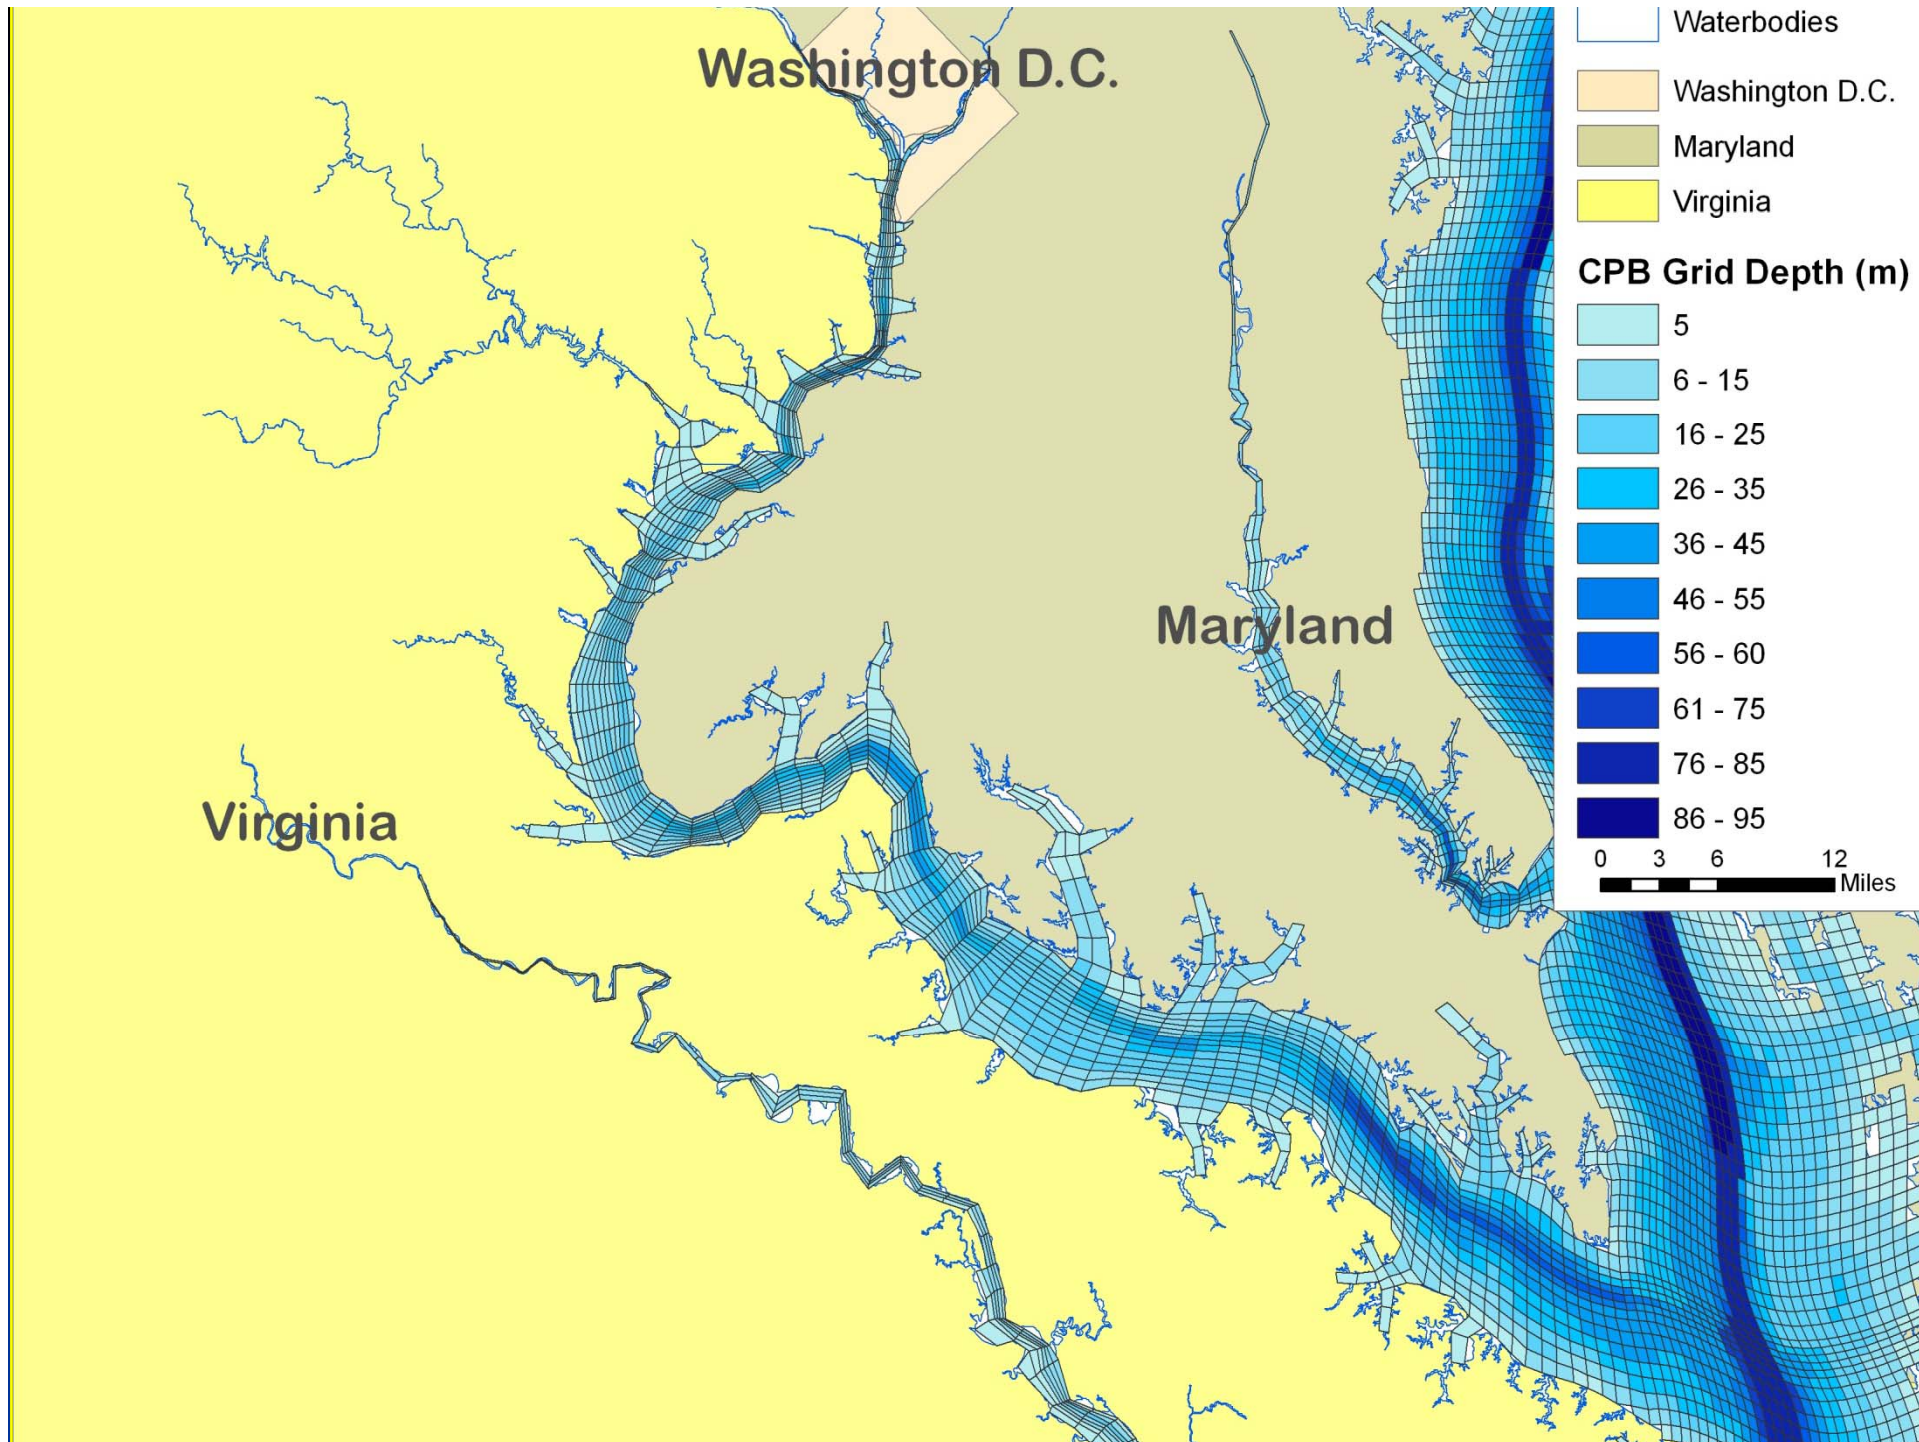 Washington D.C.
Maryland
Virginia
Waterbodies
Washington D.C.
Maryland
Virginia
CPB Grid Depth (m)
5
6 - 15
16 - 25
26 - 35
36 - 45
46 - 55
56 - 60
61 - 75
76 - 85
86 - 95
0 3 6 12
Miles